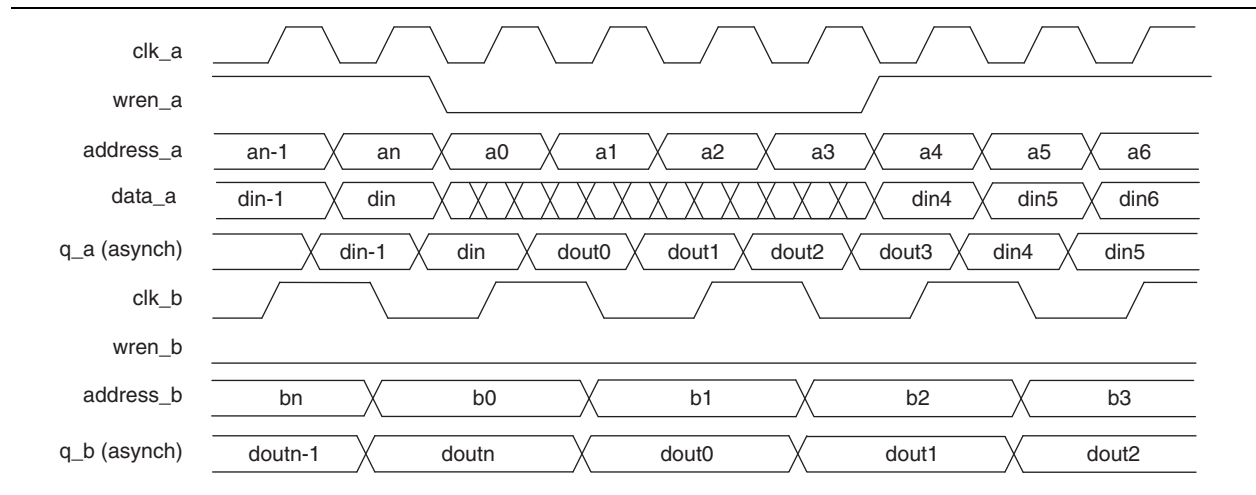 clk_a
wren_a
address_a an-1 an a0 a1 a2 a3 a4 a5 a6
data_a din-1 din din4 din5 din6
q_a (asynch) din-1 din dout0 dout1 dout2 dout3 din4 din5
clk_b
wren_b
address_b bn b0 b1 b2 b3
q_b (asynch) doutn-1 doutn dout0 dout1 dout2